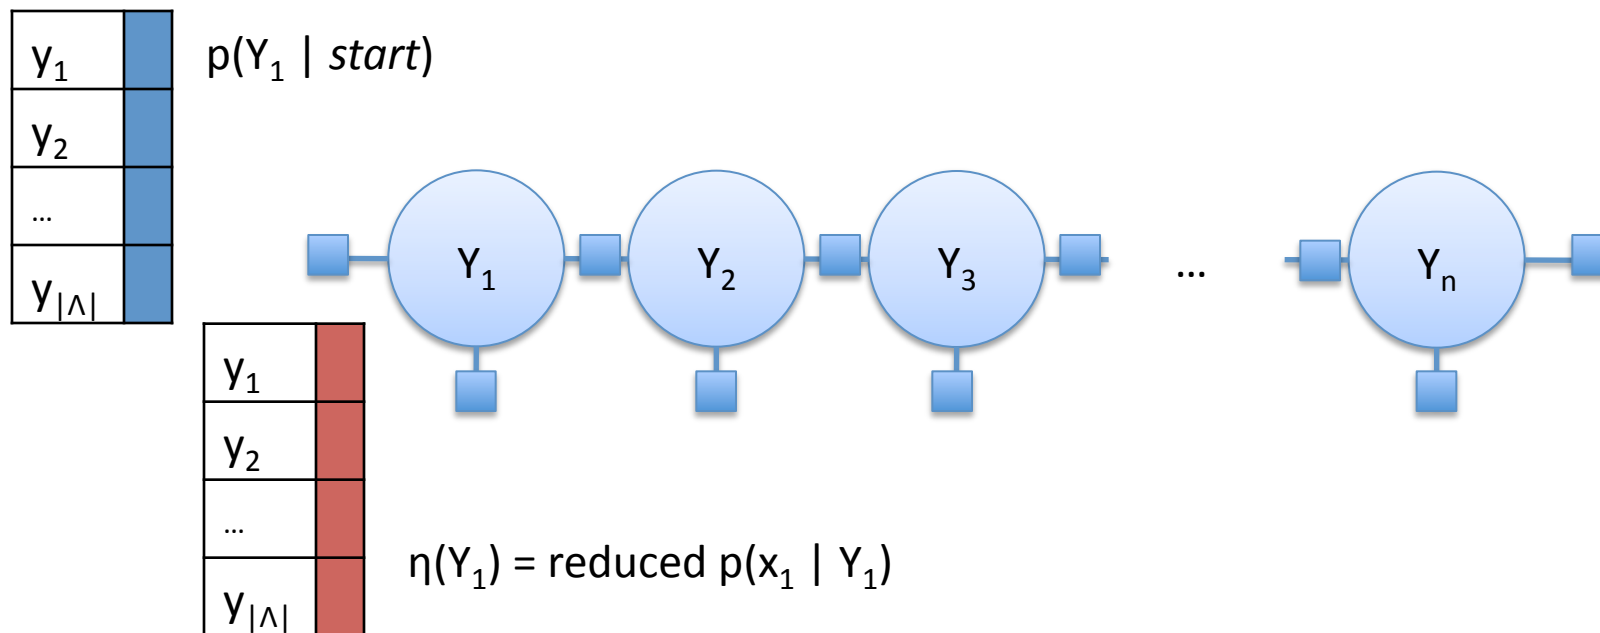 y₁
p(Y₁ | start)
y₂
...
y|Λ|
Y₁
Y₂
Y₃
...
Yₙ
y₁
y₂
...
η(Y₁) = reduced p(x₁ | Y₁)
y|Λ|